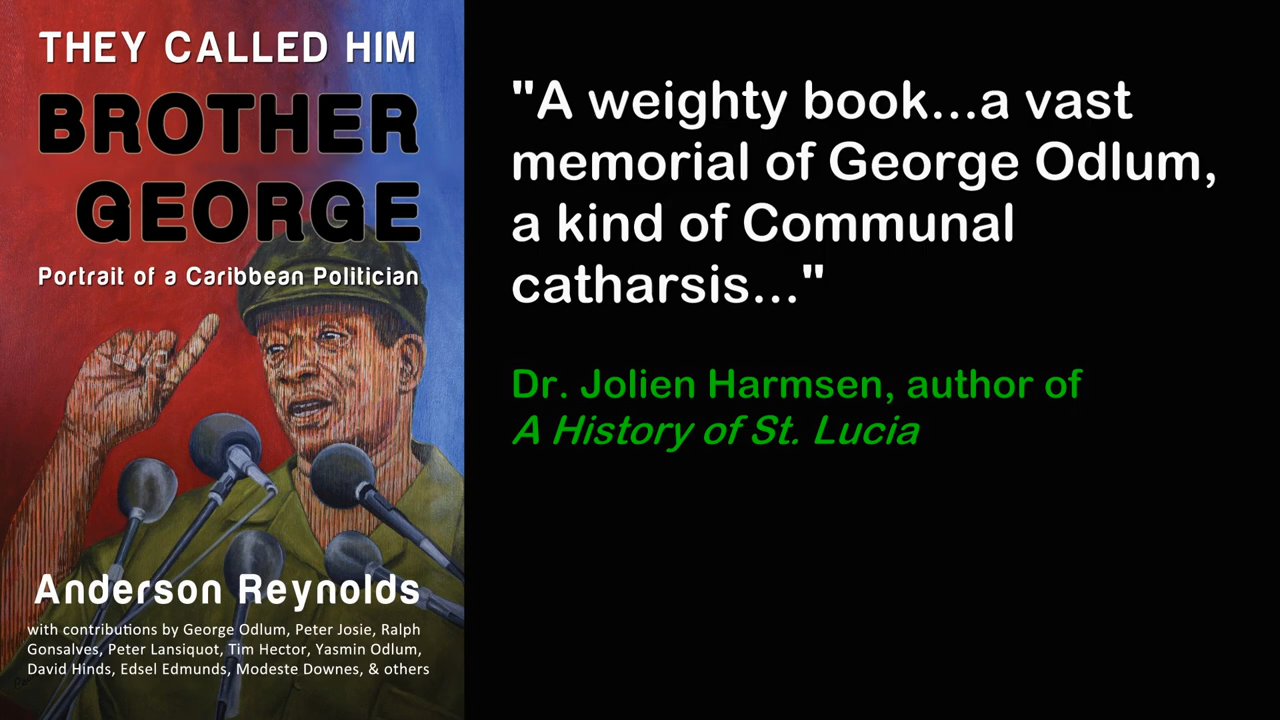 THEY CALLED HIM
BROTHER
GEORGE
Portrait of a Caribbean Politician
Anderson Reynolds
with contributions by George Odlum, Peter Josie, Ralph
Gonsalves, Peter Lansiquot, Tim Hector, Yasmin Odlum,
David Hinds, Edsel Edmunds, Modeste Downes, & others
"A weighty book...a vast
memorial of George Odlum,
a kind of Communal
catharsis..."
Dr. Jolien Harmsen, author of
A History of St. Lucia